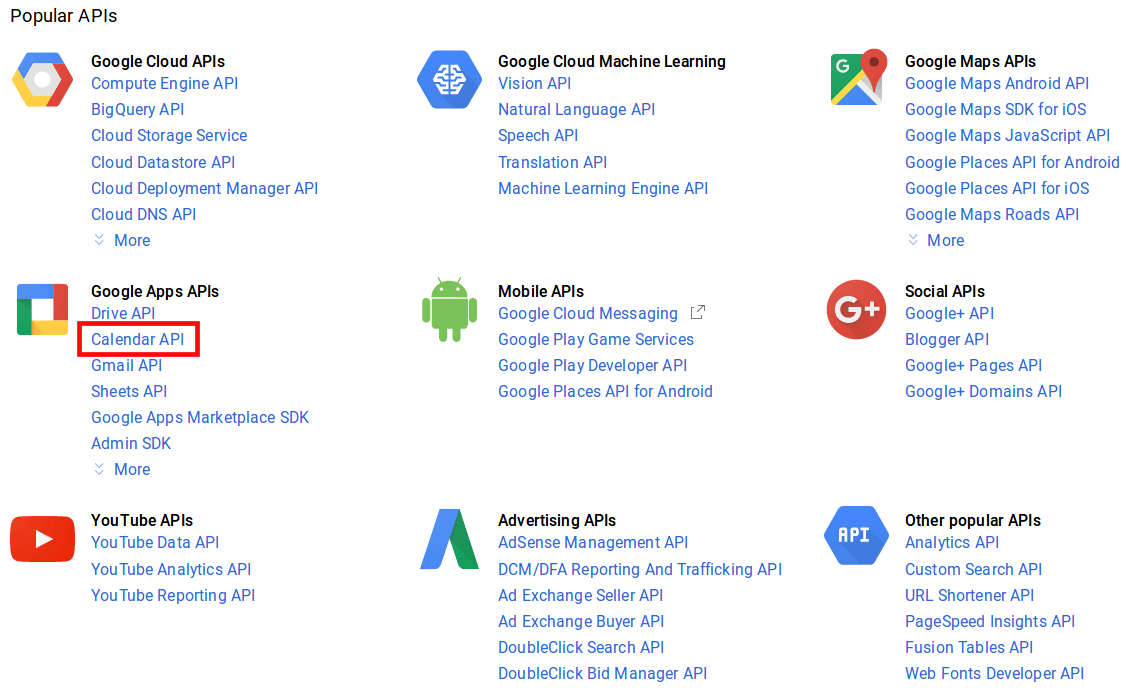 Popular APIs
Google Cloud APIs
Compute Engine API
BigQuery API
Cloud Storage Service
Cloud Datastore API
Cloud Deployment Manager API
Cloud DNS API
More
Google Cloud Machine Learning
Vision API
Natural Language API
Speech API
Translation API
Machine Learning Engine API
G
Google Maps APIs
Google Maps Android API
Google Maps SDK for iOS
Google Maps JavaScript API
Google Places API for Android
Google Places API for iOS
Google Maps Roads API
More
Google Apps APIs
Drive API
Calendar API
Gmail API
Sheets API
Google Apps Marketplace SDK
Admin SDK
More
Mobile APIs
Google Cloud Messaging
Google Play Game Services
Google Play Developer API
Google Places API for Android
G+
Social APIs
Google+ API
Blogger API
Google+ Pages API
Google+ Domains API
YouTube APIs
YouTube Data API
YouTube Analytics API
YouTube Reporting API
Advertising APIs
AdSense Management API
DCM/DFA Reporting And Trafficking API
Ad Exchange Seller API
Ad Exchange Buyer API
DoubleClick Search API
DoubleClick Bid Manager API
API
Other popular APIs
Analytics API
Custom Search API
URL Shortener API
PageSpeed Insights API
Fusion Tables API
Web Fonts Developer API